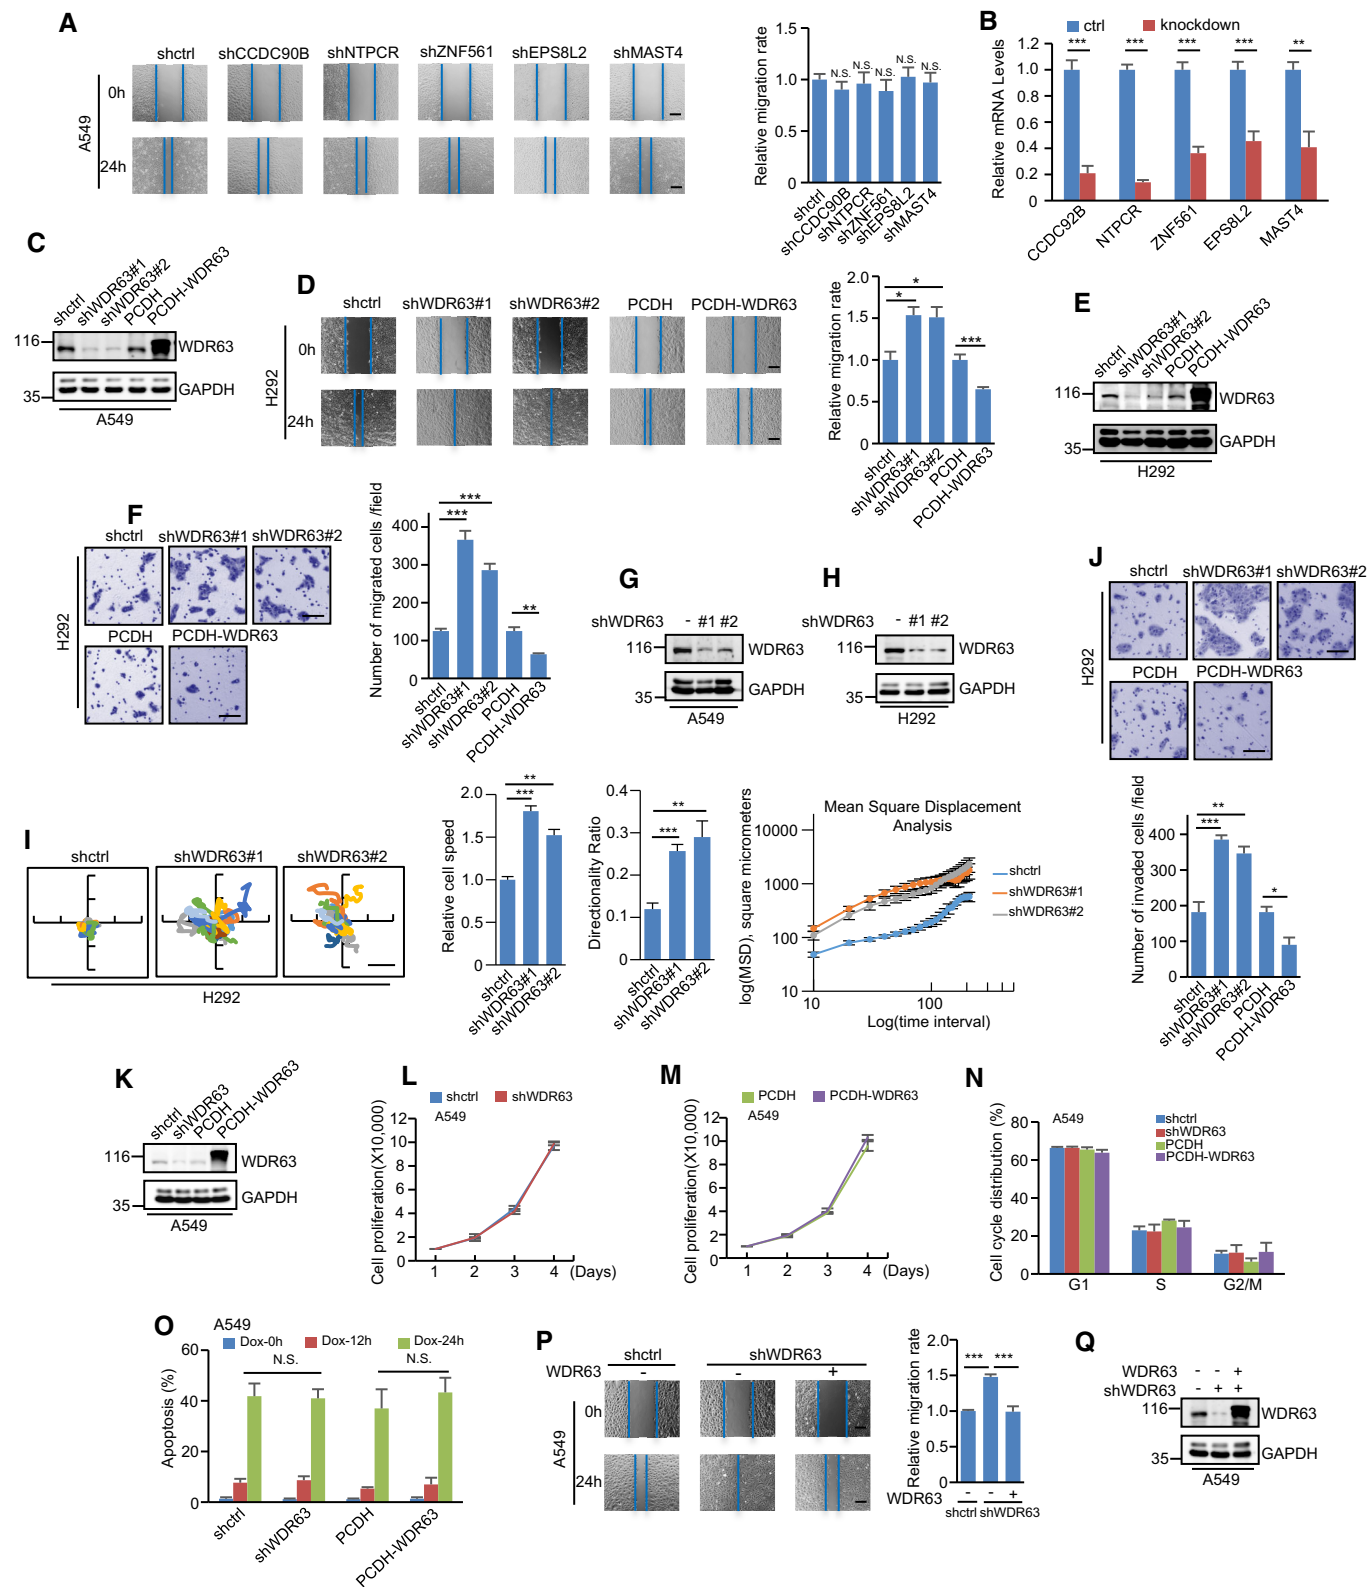 A
shctrl shCCDC90B shNTPCR shZNF561 shEPS8L2 shMAST4
0h
24h
A549
Relative migration rate
1.5
1.0
0.5
0
N.S. N.S. N.S. N.S. N.S.
shctrl shCCDC90B shNTPCR shZNF561 shEPS8L2 shMAST4
B
ctrl knockdown
Relative mRNA Levels
1.2
1.0
0.8
0.6
0.4
0.2
0
*** *** *** *** **
CCDC92B NTPCR ZNF561 EPS8L2 MAST4
C
shctrl shWDR63#1 shWDR63#2 PCDH PCDH-WDR63
116 WDR63
35 GAPDH
A549
D
shctrl shWDR63#1 shWDR63#2 PCDH PCDH-WDR63
0h
24h
H292
Relative migration rate
2.0
1.5
1.0
0.5
0
* * ***
shctrl shWDR63#1 shWDR63#2 PCDH PCDH-WDR63
E
shctrl shWDR63#1 shWDR63#2 PCDH PCDH-WDR63
116 WDR63
35 GAPDH
H292
F
shctrl shWDR63#1 shWDR63#2
PCDH PCDH-WDR63
H292
Number of migrated cells /field
400
300
200
100
0
*** *** **
shctrl shWDR63#1 shWDR63#2 PCDH PCDH-WDR63
G
shWDR63 - #1 #2
116 WDR63
35 GAPDH
A549
H
shWDR63 - #1 #2
116 WDR63
35 GAPDH
H292
J
shctrl shWDR63#1 shWDR63#2
PCDH PCDH-WDR63
H292
Number of invaded cells /field
400
300
200
100
0
** *** *
shctrl shWDR63#1 shWDR63#2 PCDH PCDH-WDR63
I
shctrl shWDR63#1 shWDR63#2
H292
Relative cell speed
2.0
1.5
1.0
0.5
0
** ***
shctrl shWDR63#1 shWDR63#2
Directionality Ratio
0.4
0.3
0.2
0.1
0
** ***
shctrl shWDR63#1 shWDR63#2
Mean Square Displacement
Analysis
log(MSD), square micrometers
10000
1000
100
10
10 100
Log(time interval)
shctrl
shWDR63#1
shWDR63#2
K
shctrl shWDR63 PCDH PCDH-WDR63
116 WDR63
35 GAPDH
A549
L
shctrl shWDR63
A549
Cell proliferation(X10,000)
12
10
8
6
4
2
0
1 2 3 4 (Days)
M
PCDH PCDH-WDR63
A549
Cell proliferation(X10,000)
12
10
8
6
4
2
0
1 2 3 4 (Days)
N
A549
shctrl
shWDR63
PCDH
PCDH-WDR63
Cell cycle distribution (%)
80
60
40
20
0
G1 S G2/M
O
A549
Dox-0h Dox-12h Dox-24h
N.S. N.S.
Apoptosis (%)
60
40
20
0
shctrl shWDR63 PCDH PCDH-WDR63
P
shctrl shWDR63
WDR63 - - +
0h
24h
A549
Relative migration rate
2.0
1.5
1.0
0.5
0
*** ***
WDR63 - - +
shctrl shWDR63
Q
WDR63 - - +
shWDR63 - + +
116 WDR63
35 GAPDH
A549